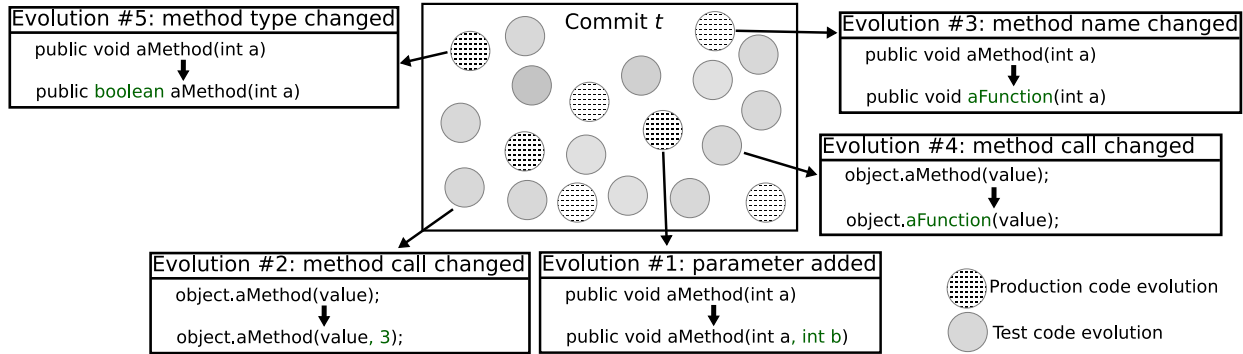 Evolution #5: method type changed
public void aMethod(int a)
public boolean aMethod(int a)
Commit t
Evolution #3: method name changed
public void aMethod(int a)
public void aFunction(int a)
Evolution #4: method call changed
object.aMethod(value);
object.aFunction(value);
Evolution #2: method call changed
object.aMethod(value);
object.aMethod(value, 3);
Evolution #1: parameter added
public void aMethod(int a)
public void aMethod(int a, int b)
Production code evolution
Test code evolution